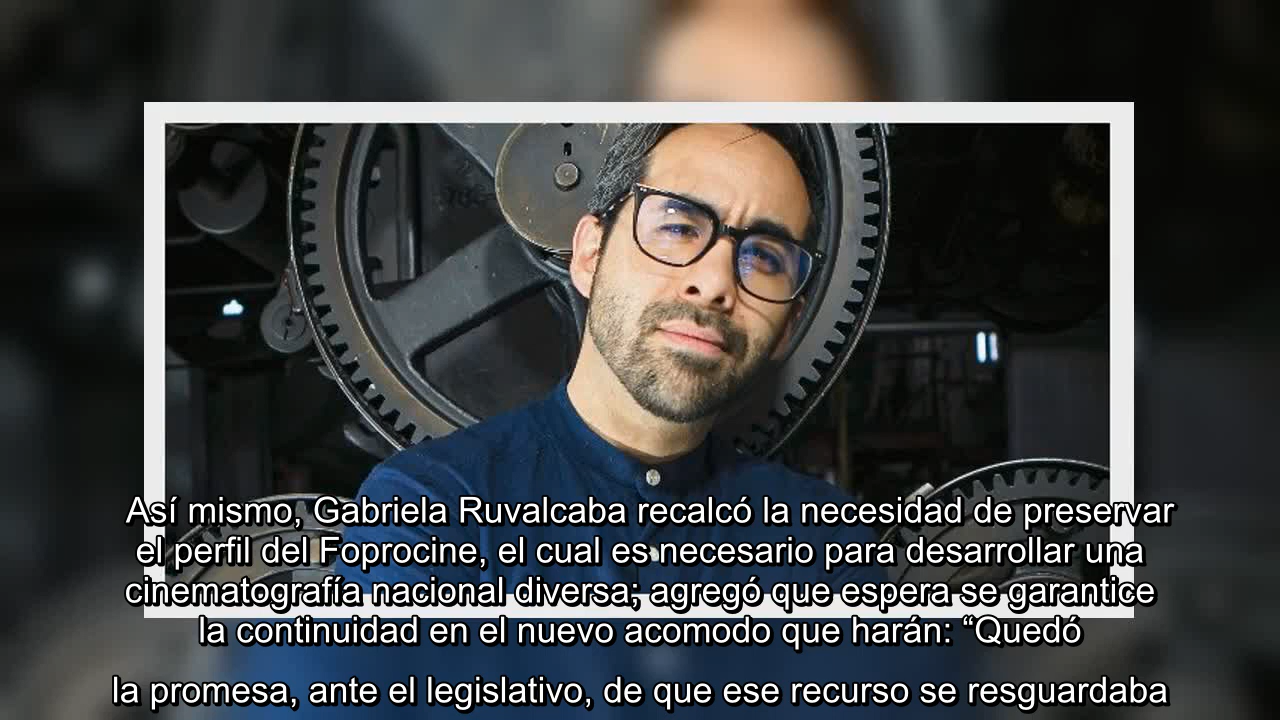 Así mismo, Gabriela Ruvalcaba recalcó la necesidad de preservar
el perfil del Foprocine, el cual es necesario para desarrollar una
cinematografía nacional diversa; agregó que espera se garantice
la continuidad en el nuevo acomodo que harán: “Quedó
la promesa, ante el legislativo, de que ese recurso se resguardaba